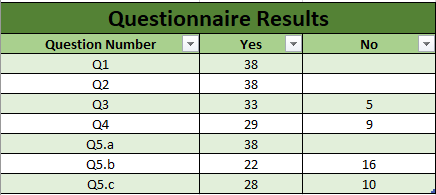 Questionnaire Results
Question Number Yes No
Q1 38
Q2 38
Q3 33 5
Q4 29 9
Q5.a 38
Q5.b 22 16
Q5.c 28 10